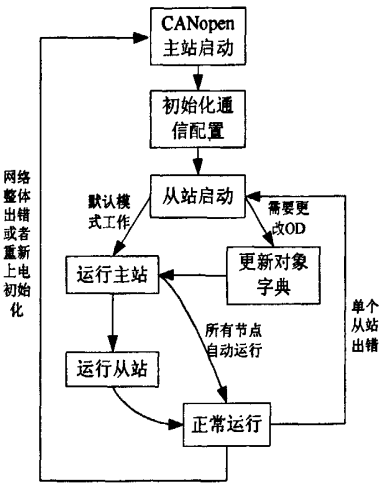 CANopen
主站启动
初始化通
信配置
从站启动
默认模
式工作
需要更
改OD
运行主站
更新对象
字典
所有节点
自动运行
运行从站
正常运行
网络
整体
出错
或者
重新
上电
初始
化
单个
从站
出错